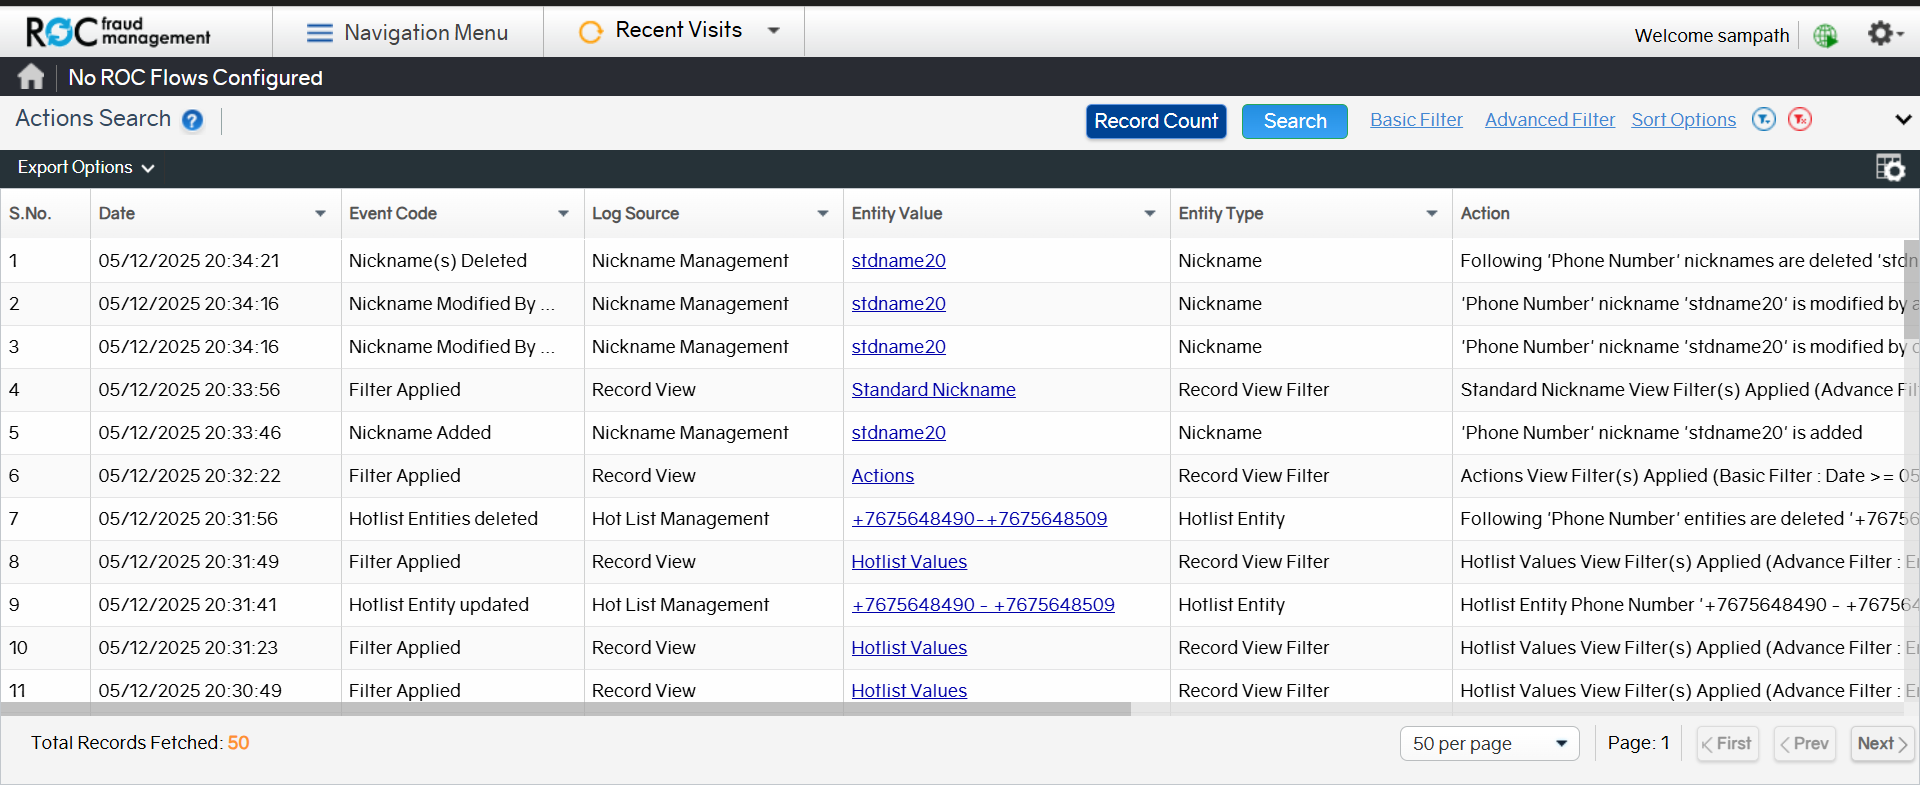 ROC fraud management
Navigation Menu
Recent Visits
Welcome sampath
No ROC Flows Configured
Actions Search ?
Record Count
Search
Basic Filter
Advanced Filter
Sort Options
Export Options
S.No. Date Event Code Log Source Entity Value Entity Type Action
1 05/12/2025 20:34:21 Nickname(s) Deleted Nickname Management stdname20 Nickname Following 'Phone Number' nicknames are deleted 'stdn
2 05/12/2025 20:34:16 Nickname Modified By ... Nickname Management stdname20 Nickname 'Phone Number' nickname 'stdname20' is modified by
3 05/12/2025 20:34:16 Nickname Modified By ... Nickname Management stdname20 Nickname 'Phone Number' nickname 'stdname20' is modified by
4 05/12/2025 20:33:56 Filter Applied Record View Standard Nickname Record View Filter Standard Nickname View Filter(s) Applied (Advance Fil
5 05/12/2025 20:33:46 Nickname Added Nickname Management stdname20 Nickname 'Phone Number' nickname 'stdname20' is added
6 05/12/2025 20:32:22 Filter Applied Record View Actions Record View Filter Actions View Filter(s) Applied (Basic Filter : Date >= 05
7 05/12/2025 20:31:56 Hotlist Entities deleted Hot List Management +7675648490-+7675648509 Hotlist Entity Following 'Phone Number' entities are deleted '+76756
8 05/12/2025 20:31:49 Filter Applied Record View Hotlist Values Record View Filter Hotlist Values View Filter(s) Applied (Advance Filter :
9 05/12/2025 20:31:41 Hotlist Entity updated Hot List Management +7675648490 - +7675648509 Hotlist Entity Hotlist Entity Phone Number '+7675648490 - +767564
10 05/12/2025 20:31:23 Filter Applied Record View Hotlist Values Record View Filter Hotlist Values View Filter(s) Applied (Advance Filter :
11 05/12/2025 20:30:49 Filter Applied Record View Hotlist Values Record View Filter Hotlist Values View Filter(s) Applied (Advance Filter :
Total Records Fetched: 50
50 per page
Page: 1
First
Prev
Next